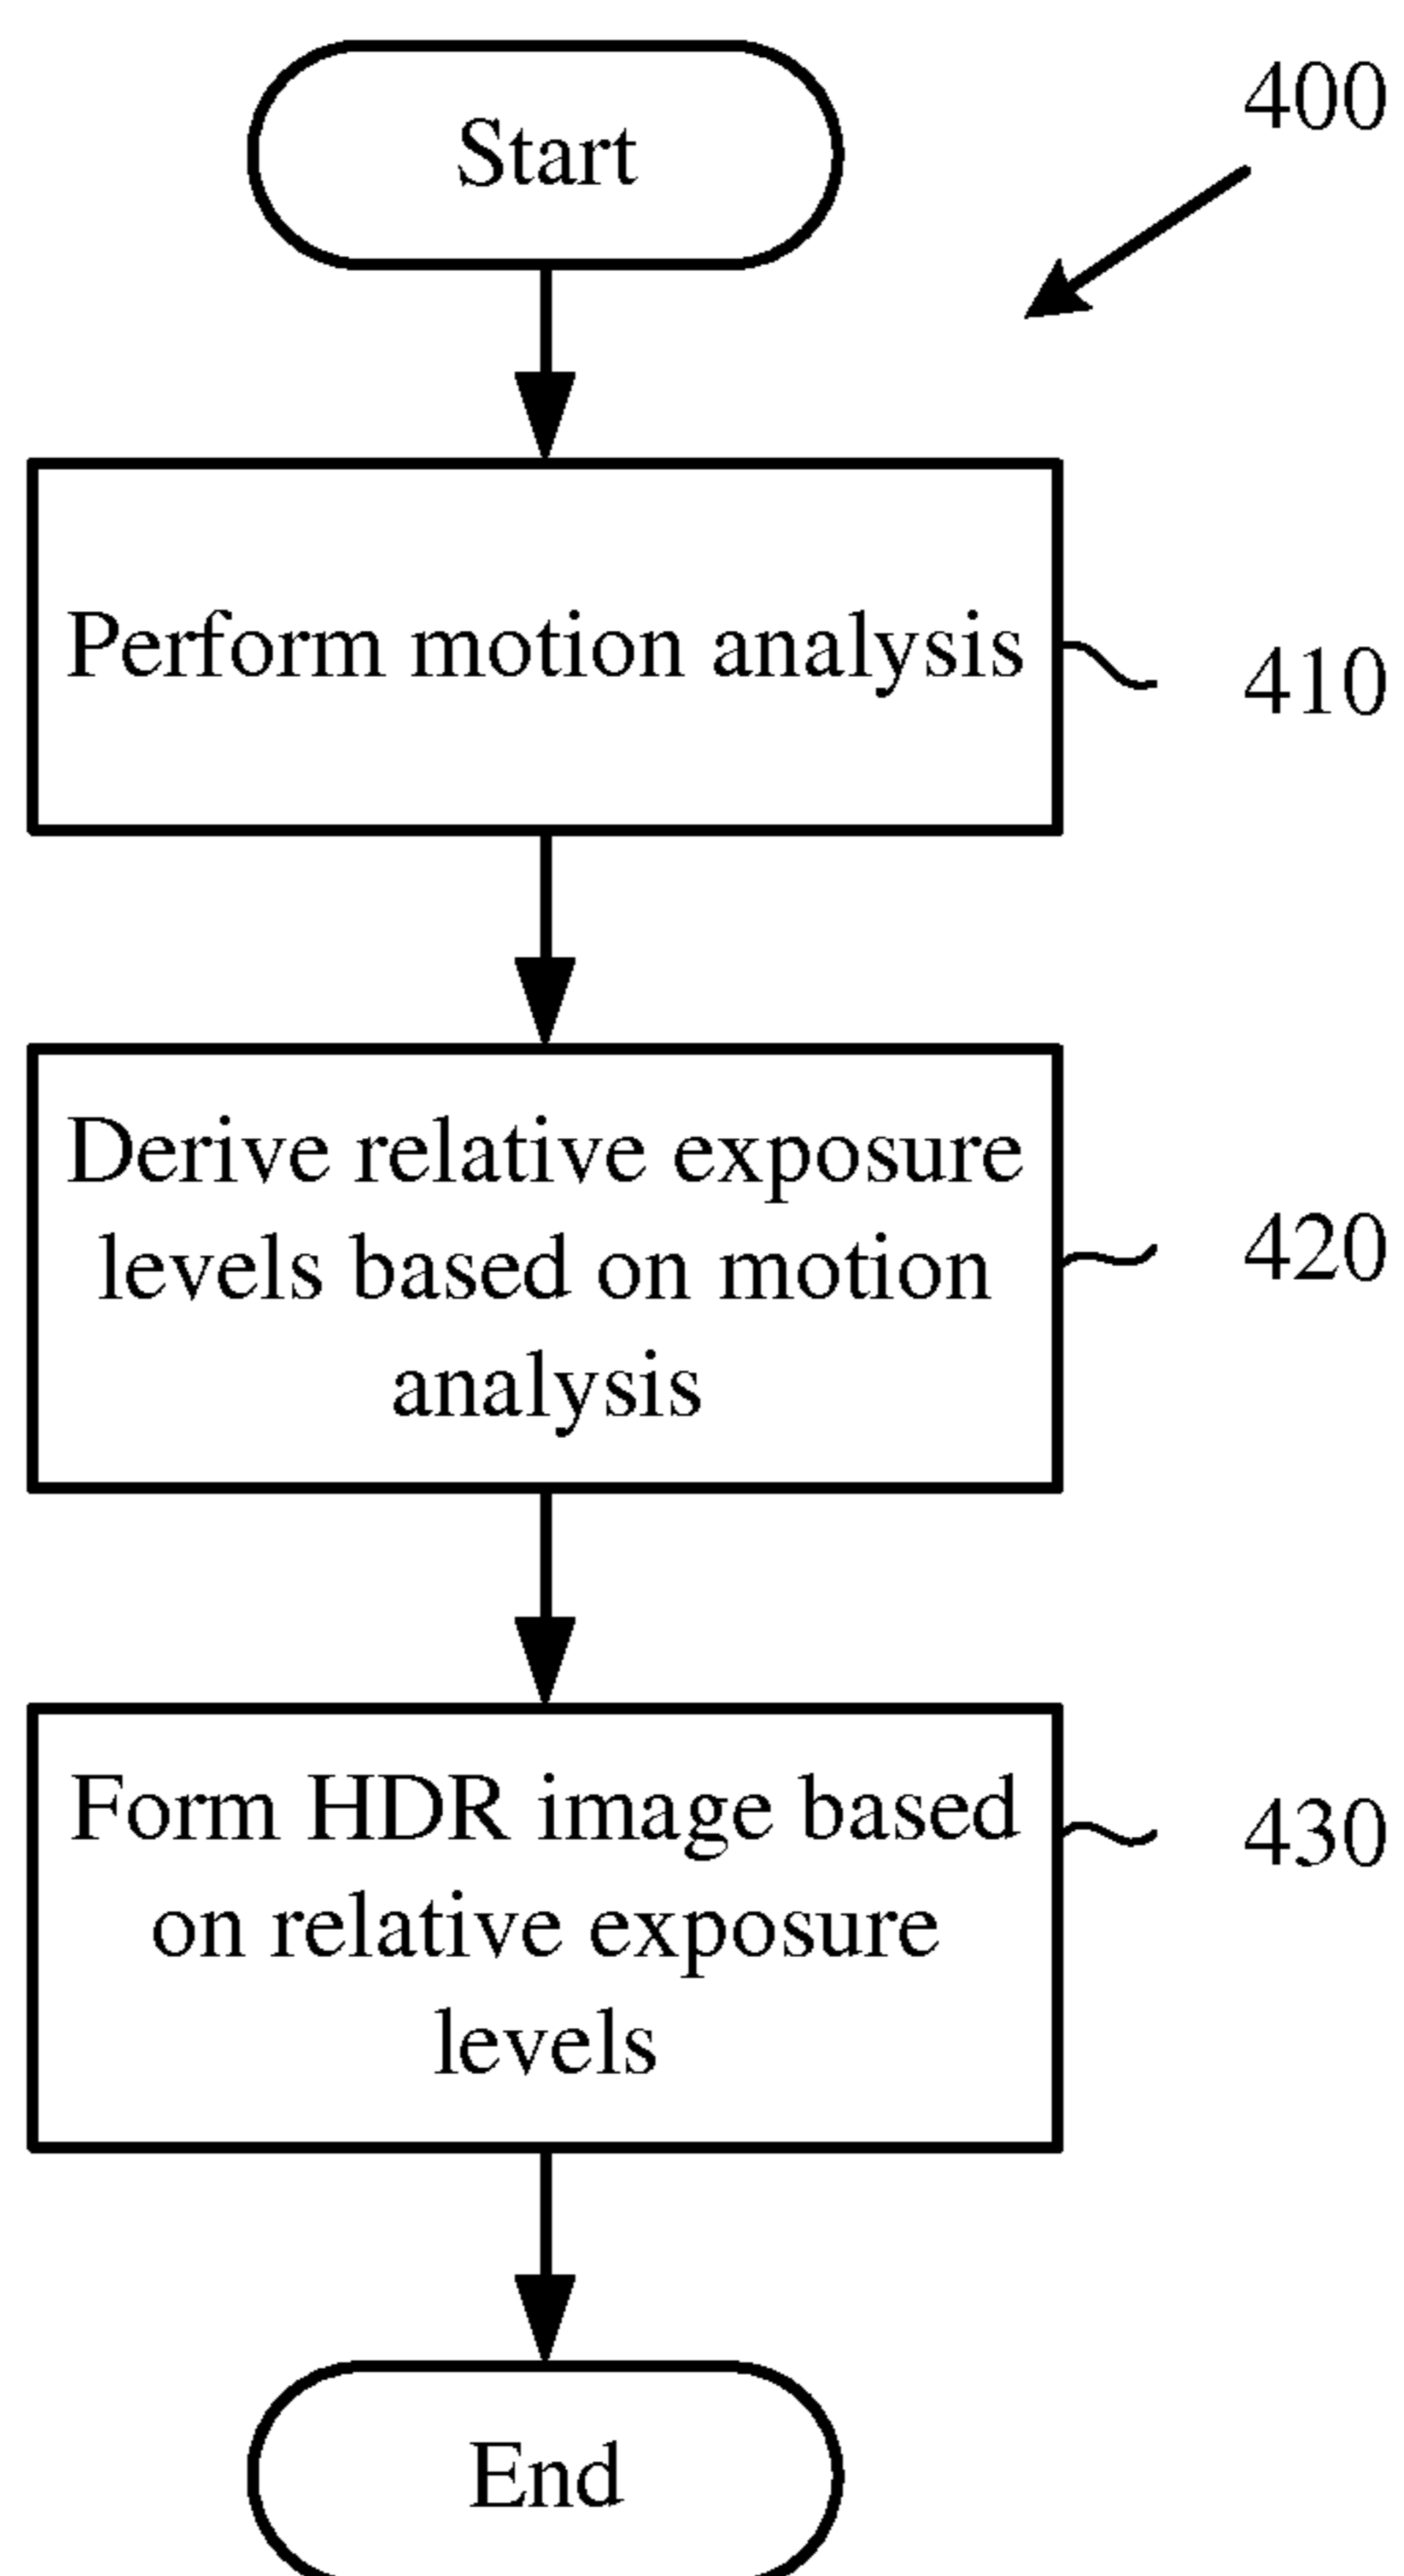 Start
400
Perform motion analysis
410
Derive relative exposure
levels based on motion
analysis
420
Form HDR image based
on relative exposure
levels
430
End